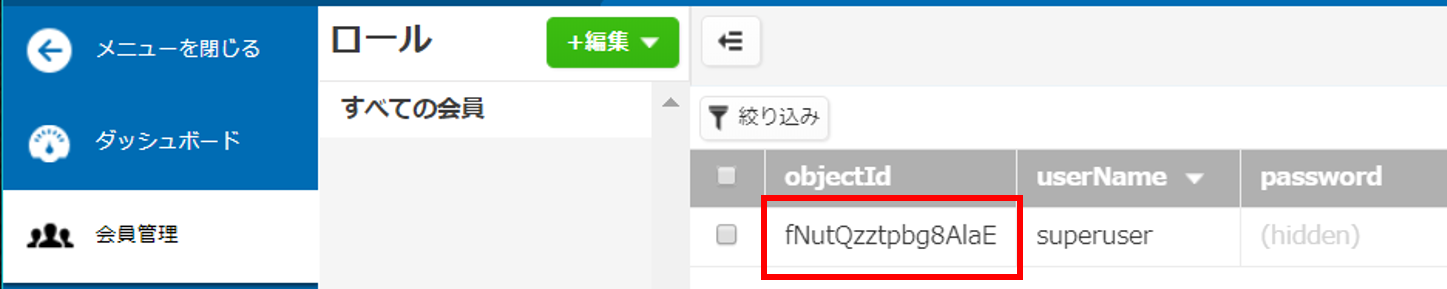 メニューを閉じる
ダッシュボード
会員管理
ロール
+編集
すべての会員
絞り込み
objectId userName password
fNutQzztpbg8AlaE superuser (hidden)